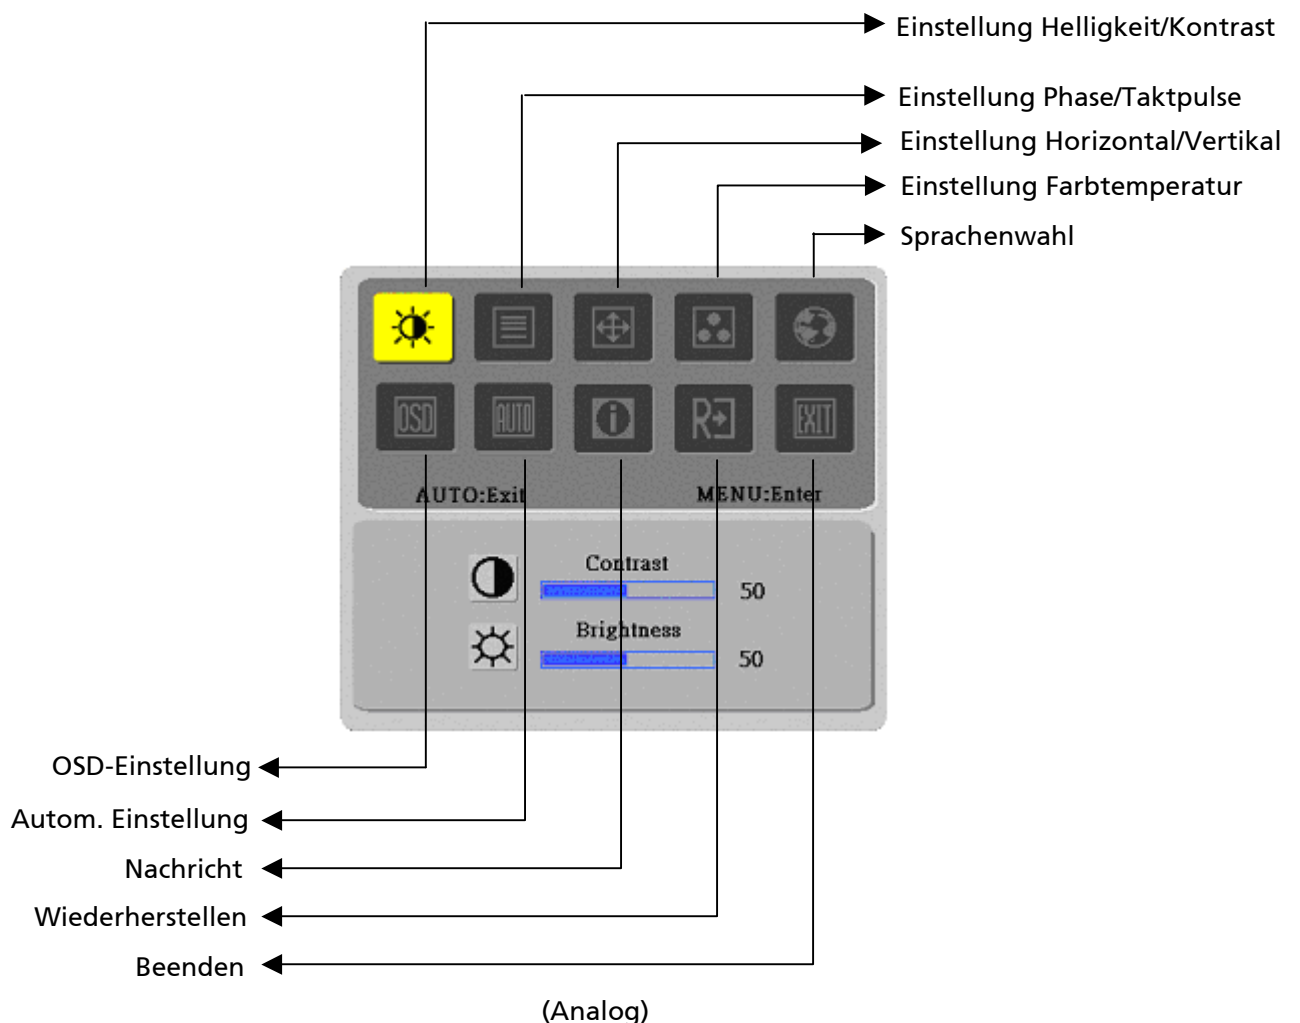 Einstellung Helligkeit/Kontrast
Einstellung Phase/Taktpulse
Einstellung Horizontal/Vertikal
Einstellung Farbtemperatur
Sprachenwahl
OSD AUTO i R EXIT
AUTO:Exit MENU:Enter
Contrast
50
Brightness
50
OSD-Einstellung
Autom. Einstellung
Nachricht
Wiederherstellen
Beenden
(Analog)